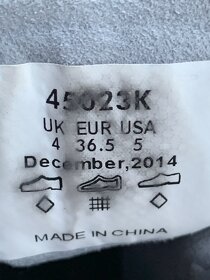 45023K
UK EUR USA
4 36.5 5
December,2014
MADE IN CHINA